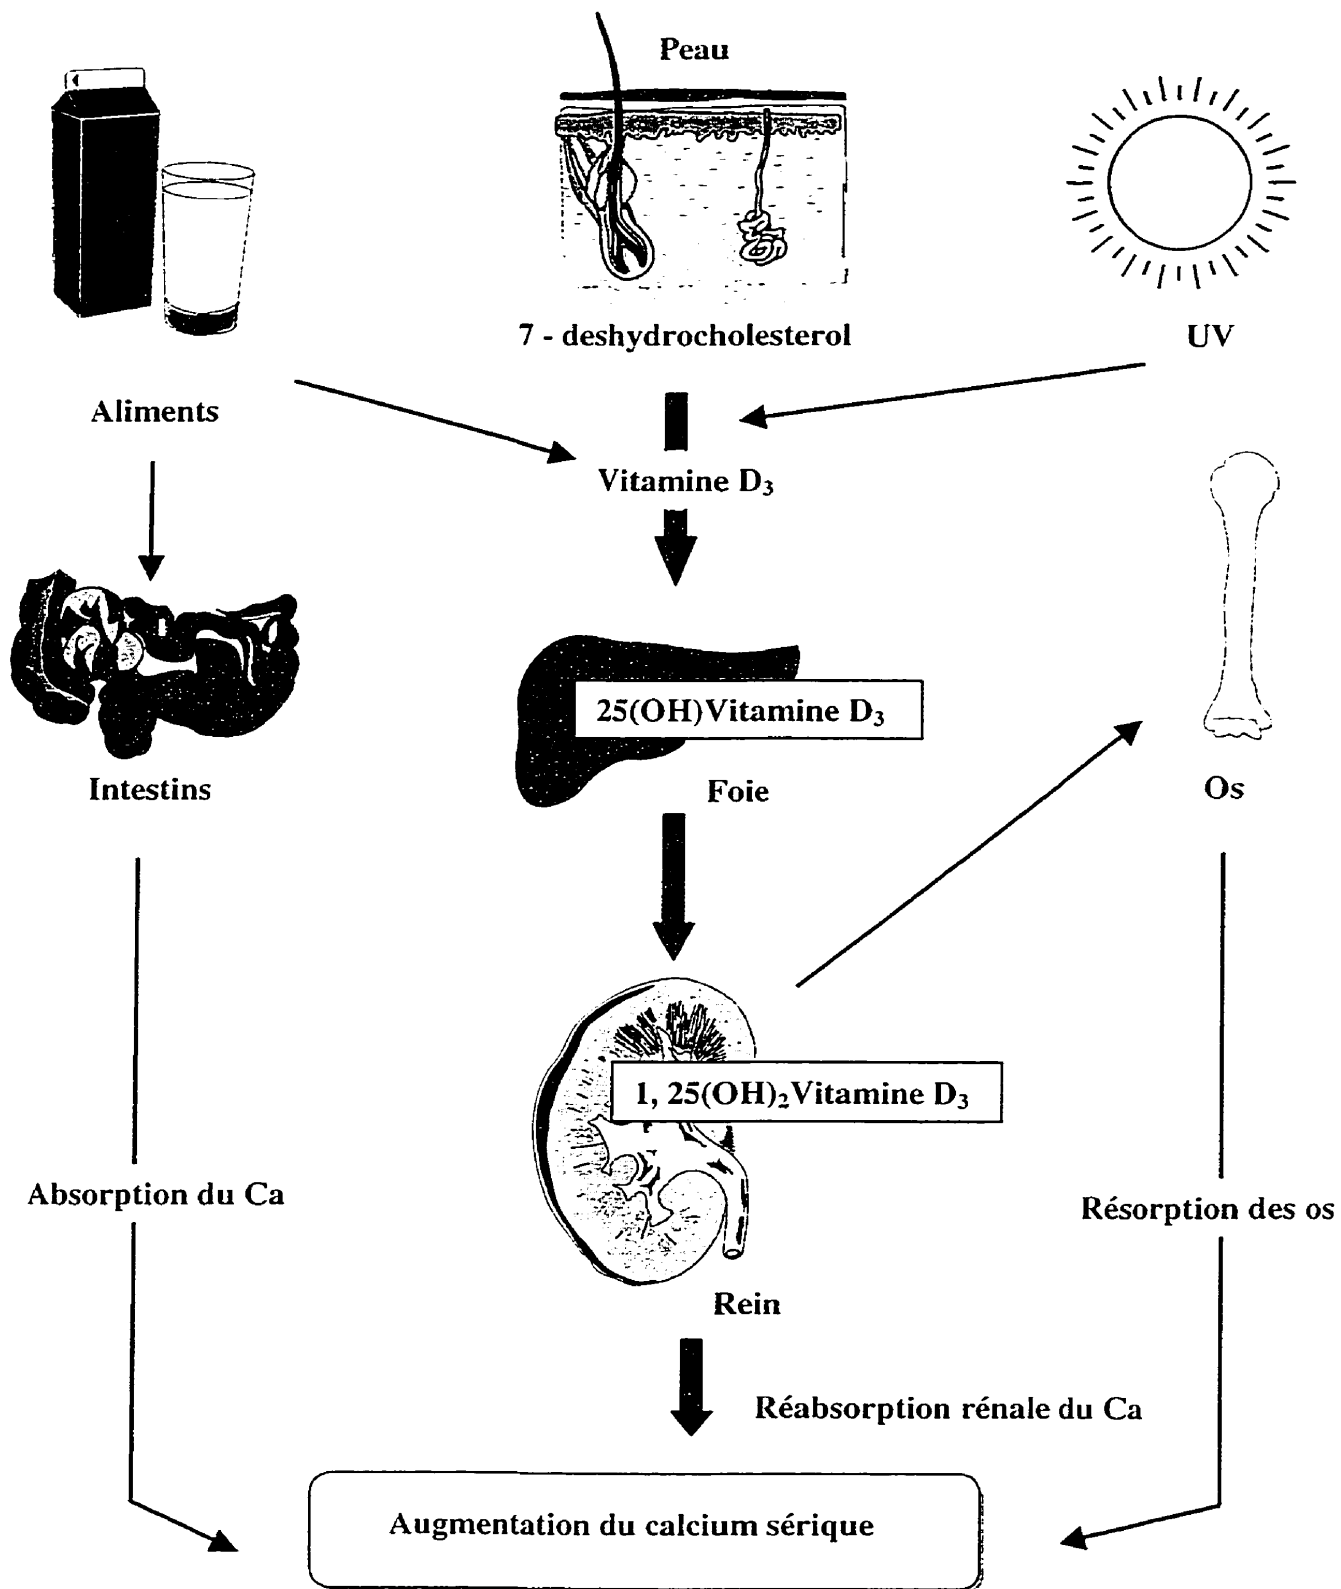 Peau
7 - deshydrocholesterol
UV
Aliments
Vitamine D₃
25(OH)Vitamine D₃
Intestins
Foie
Os
1, 25(OH)₂Vitamine D₃
Absorption du Ca
Résorption des os
Rein
Réabsorption rénale du Ca
Augmentation du calcium sérique